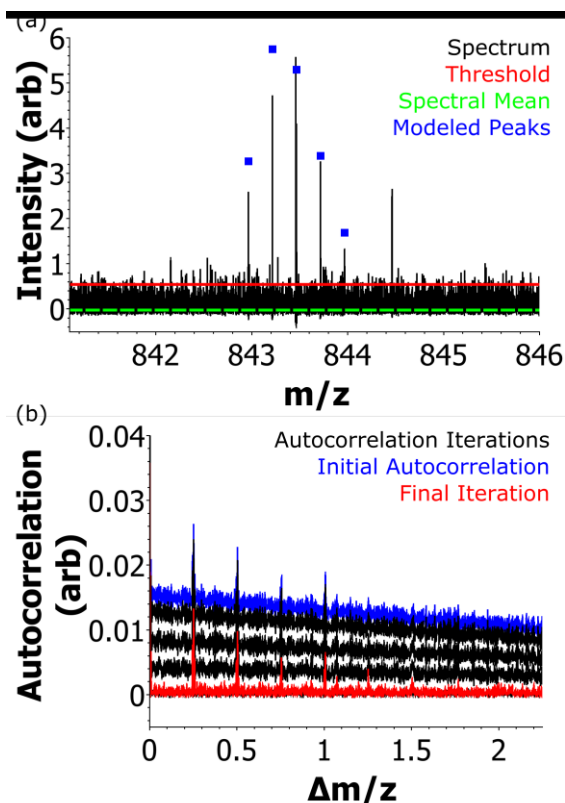 (a)
6
5
4
3
2
1
0
Intensity (arb)
Spectrum
Threshold
Spectral Mean
Modeled Peaks
842 843 844 845 846
m/z
(b)
0.04
0.03
0.02
0.01
0
Autocorrelation
(arb)
Autocorrelation Iterations
Initial Autocorrelation
Final Iteration
0 0.5 1 1.5 2
Δm/z